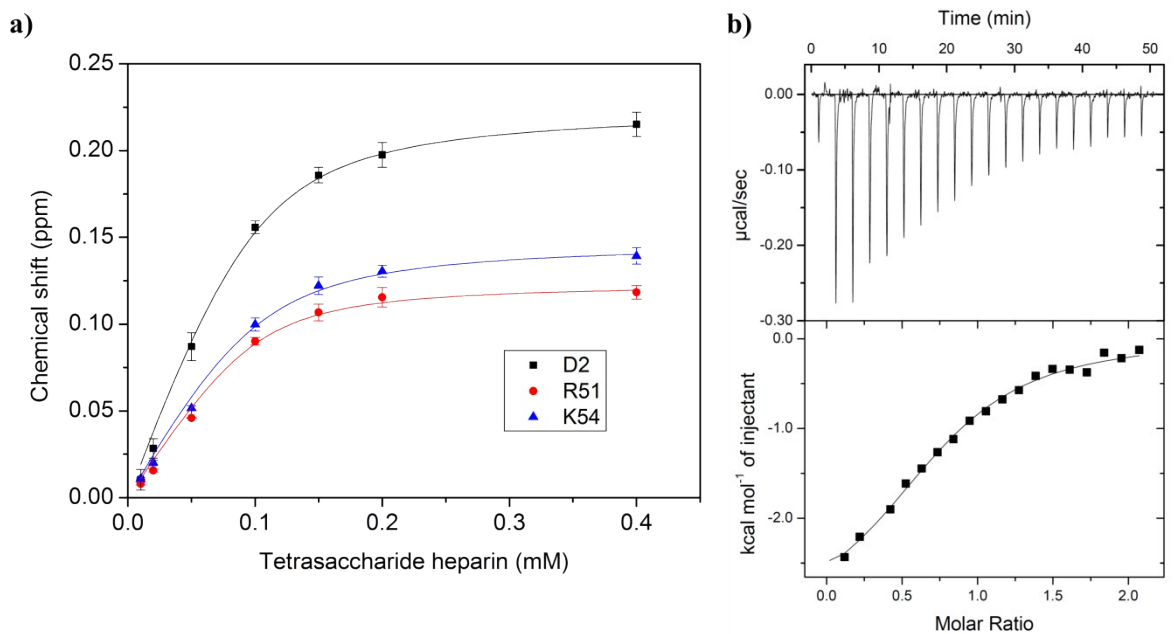 a)
0.25
0.20
0.15
0.10
0.05
0.00
Chemical shift (ppm)
D2
R51
K54
0.0 0.1 0.2 0.3 0.4
Tetrasaccharide heparin (mM)
b)
Time (min)
0 10 20 30 40 50
0.00
-0.10
-0.20
-0.30
µcal/sec
0.0
-1.0
-2.0
kcal mol⁻¹ of injectant
0.0 0.5 1.0 1.5 2.0
Molar Ratio